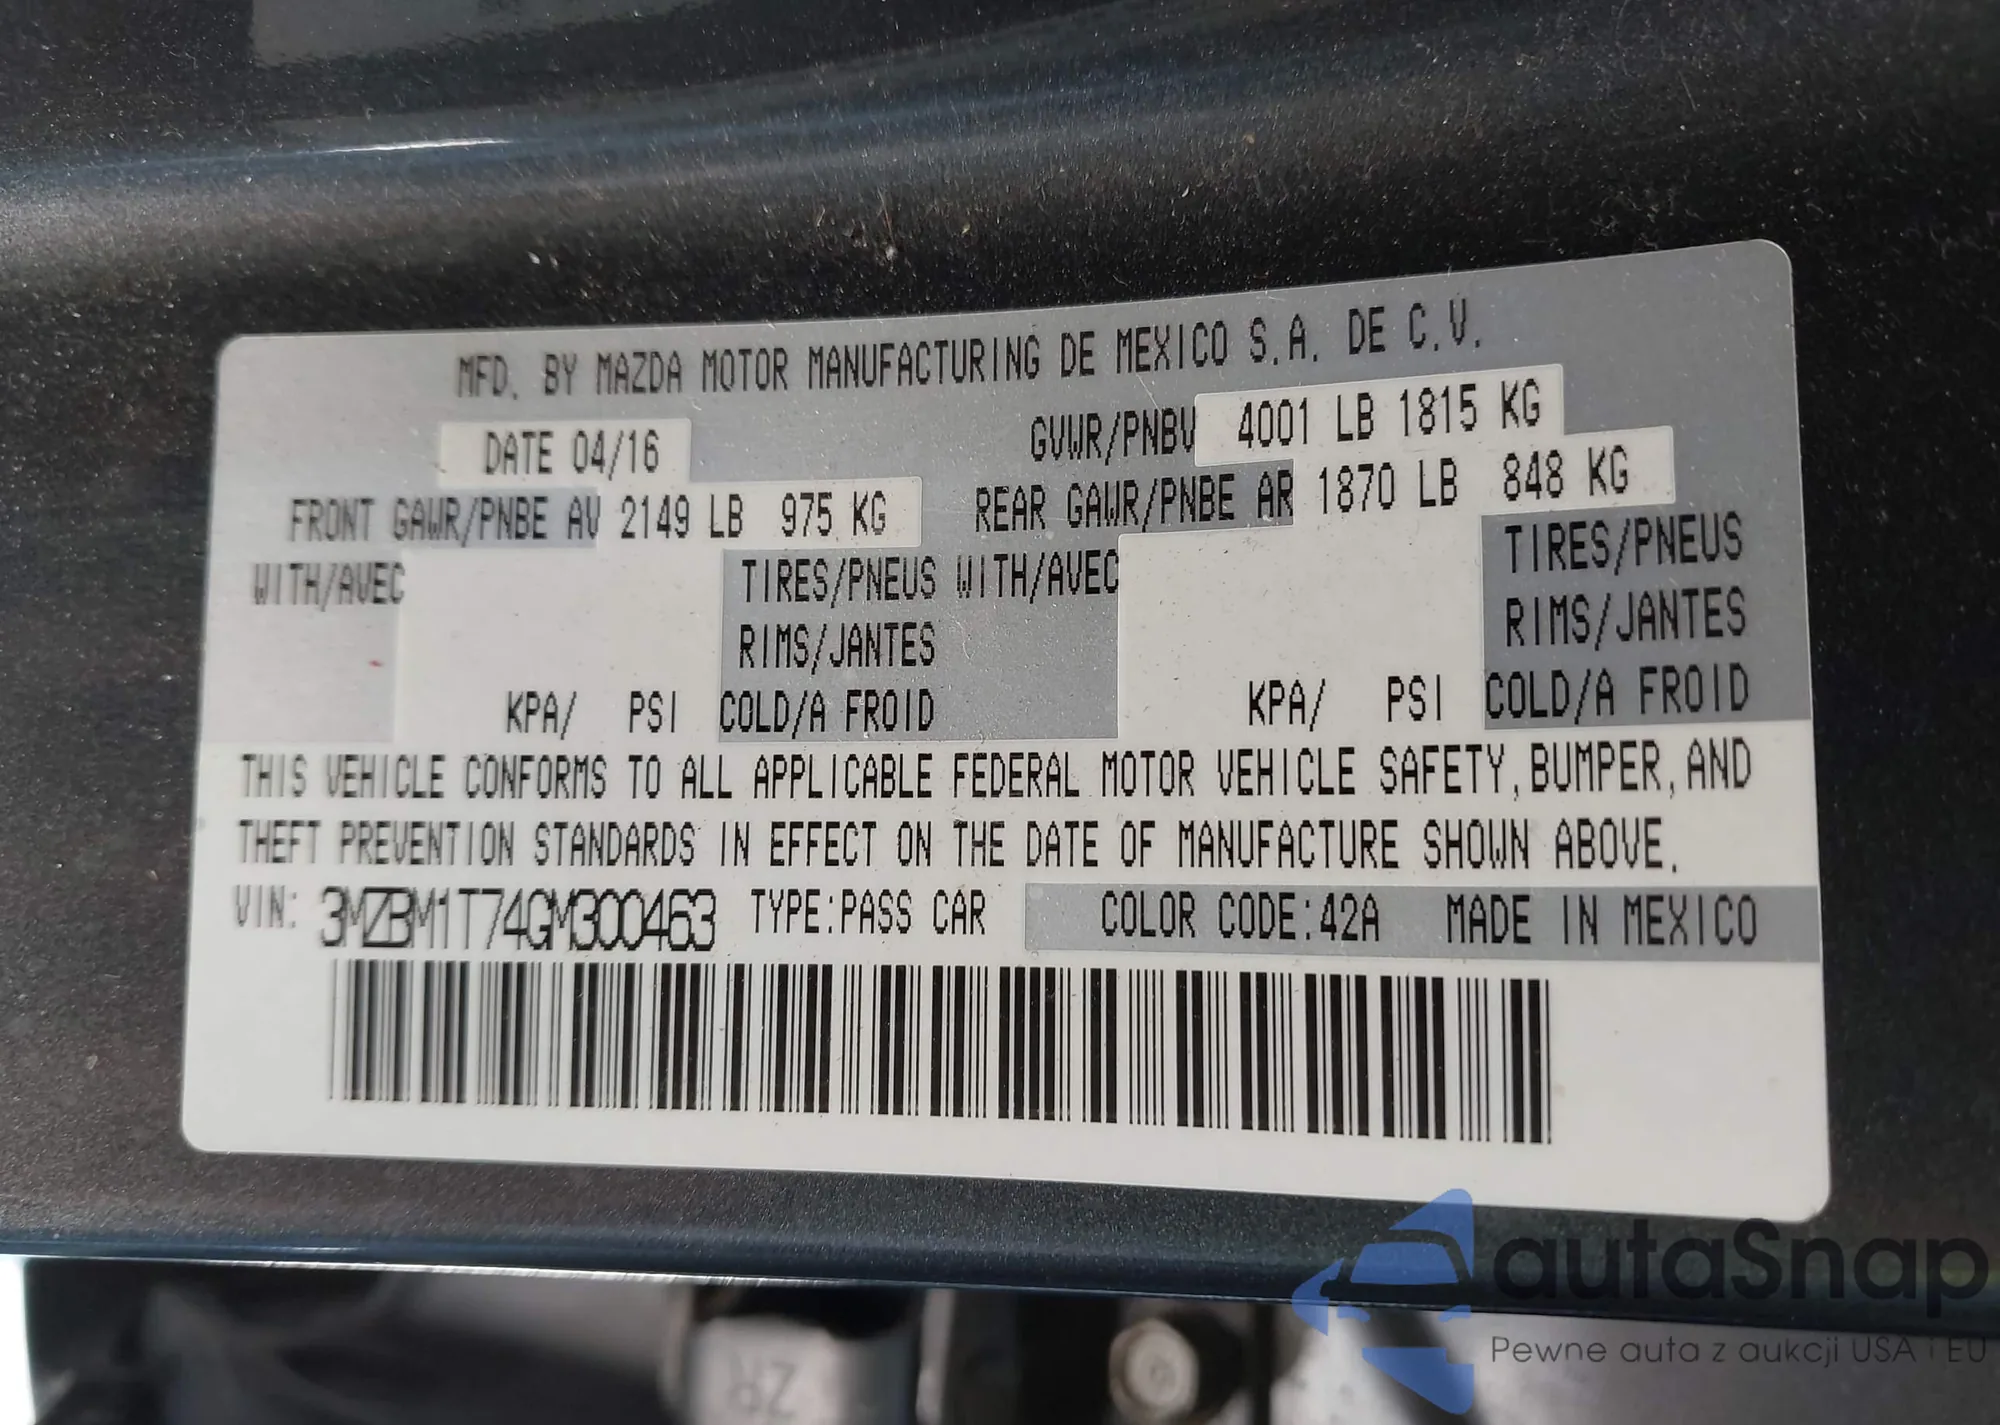 MFD. BY MAZDA MOTOR MANUFACTURING DE MEXICO S.A. DE C.V.
DATE 04/16 GVWR/PNBV 4001 LB 1815 KG
FRONT GAWR/PNBE AV 2149 LB 975 KG REAR GAWR/PNBE AR 1870 LB 848 KG
WITH/AVEC TIRES/PNEUS WITH/AVEC TIRES/PNEUS
RIMS/JANTES RIMS/JANTES
KPA/ PSI COLD/A FROID KPA/ PSI COLD/A FROID
THIS VEHICLE CONFORMS TO ALL APPLICABLE FEDERAL MOTOR VEHICLE SAFETY, BUMPER, AND
THEFT PREVENTION STANDARDS IN EFFECT ON THE DATE OF MANUFACTURE SHOWN ABOVE.
VIN: 3MZBM1T74GM300463 TYPE:PASS CAR COLOR CODE:42A MADE IN MEXICO
autaSnap
Pewne auta z aukcji USA i EU
ZR